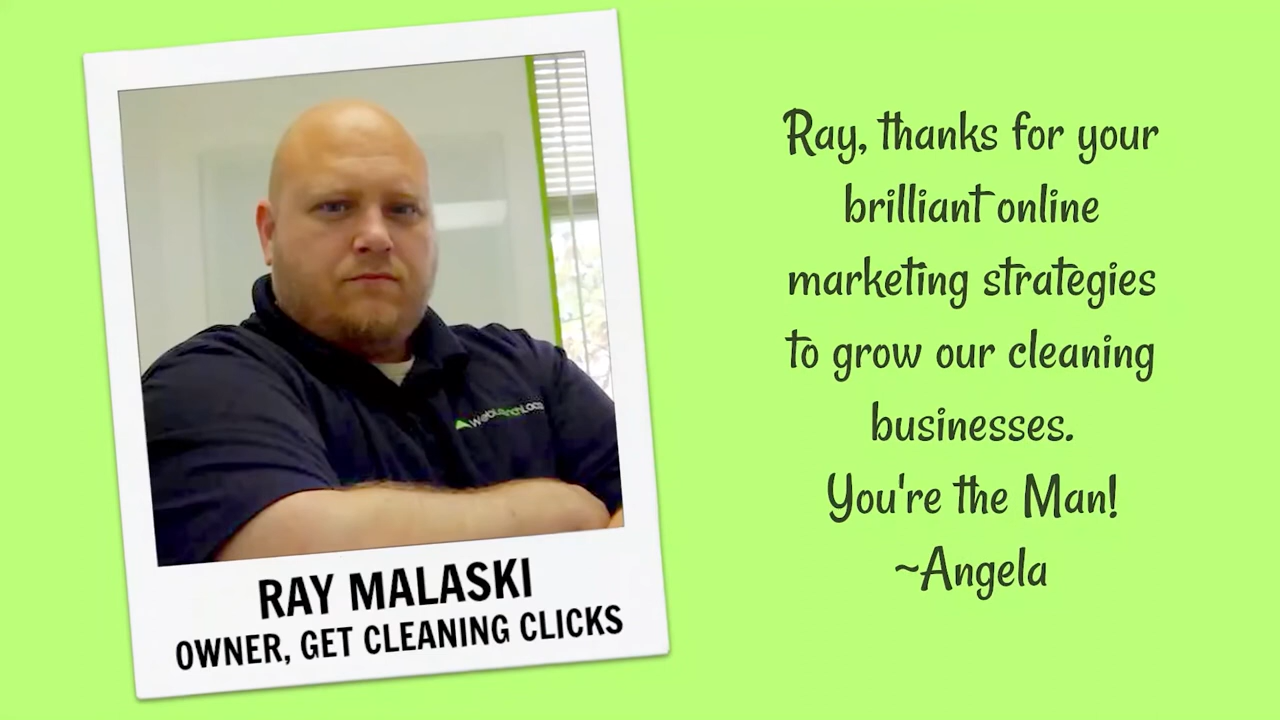 WebLaunchLocal
RAY MALASKI
OWNER, GET CLEANING CLICKS
Ray, thanks for your
brilliant online
marketing strategies
to grow our cleaning
businesses.
You're the Man!
~Angela